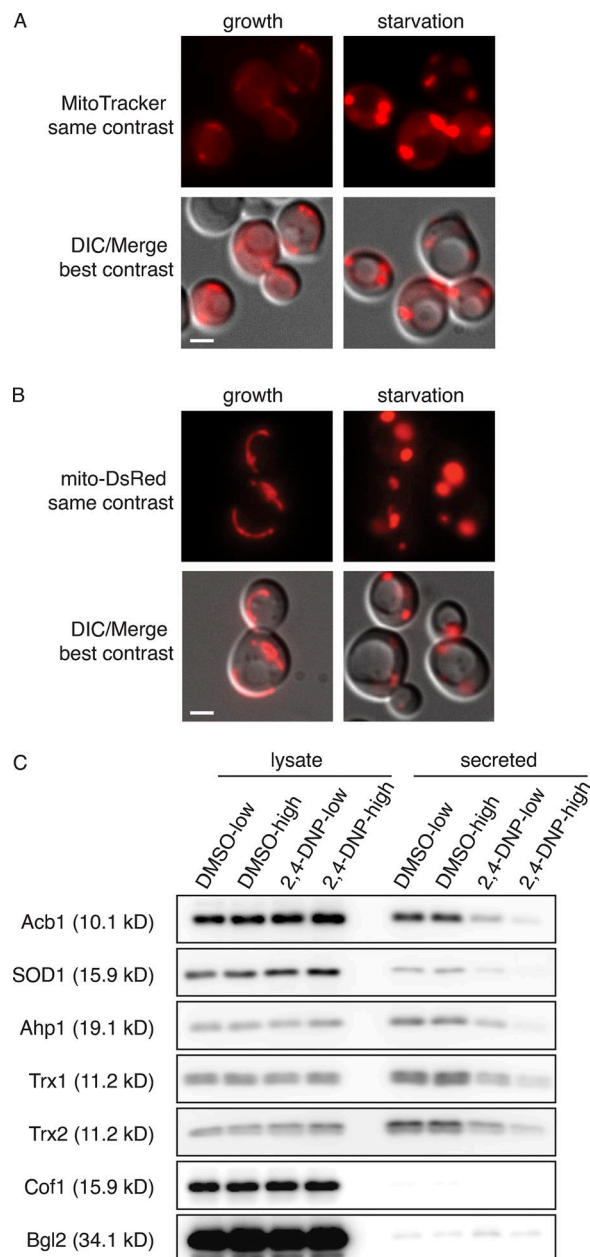 A
growth
starvation
MitoTracker
same contrast
DIC/Merge
best contrast
B
growth
starvation
mito-DsRed
same contrast
DIC/Merge
best contrast
C
lysate
secreted
DMSO-low
DMSO-high
2,4-DNP-low
2,4-DNP-high
DMSO-low
DMSO-high
2,4-DNP-low
2,4-DNP-high
Acb1 (10.1 kD)
SOD1 (15.9 kD)
Ahp1 (19.1 kD)
Trx1 (11.2 kD)
Trx2 (11.2 kD)
Cof1 (15.9 kD)
Bgl2 (34.1 kD)